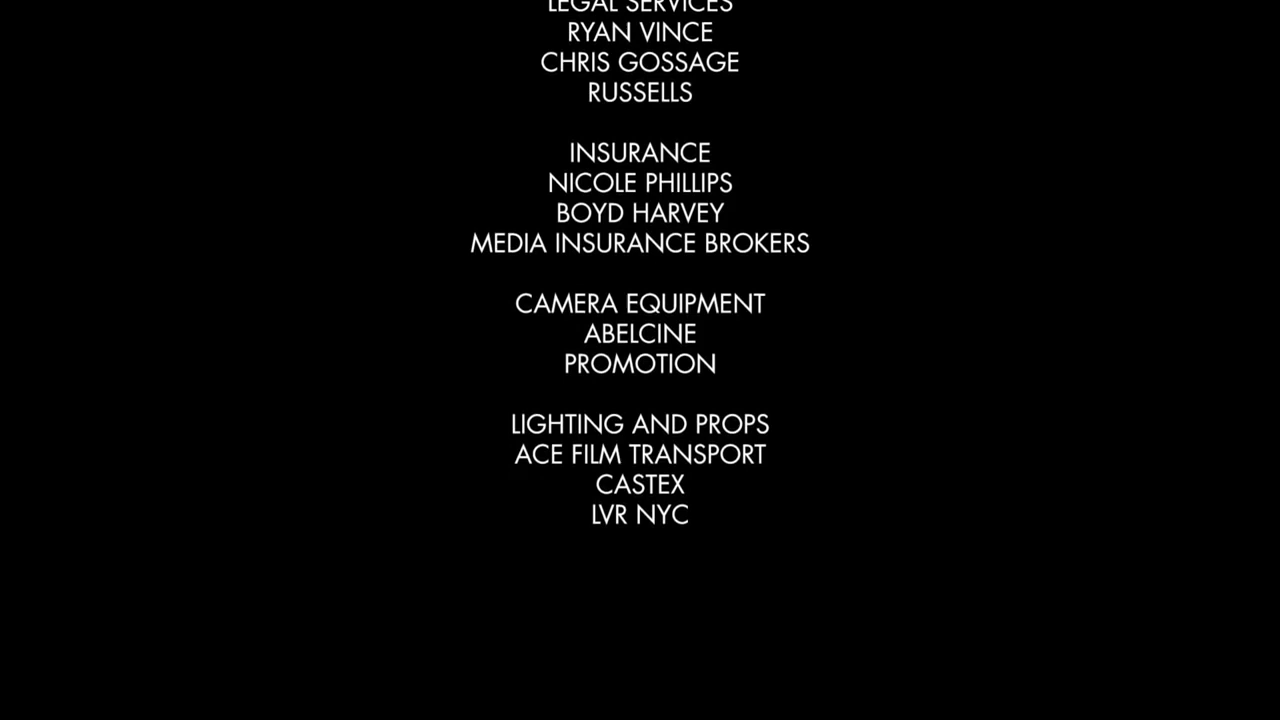 LEGAL SERVICES
RYAN VINCE
CHRIS GOSSAGE
RUSSELLS
INSURANCE
NICOLE PHILLIPS
BOYD HARVEY
MEDIA INSURANCE BROKERS
CAMERA EQUIPMENT
ABELCINE
PROMOTION
LIGHTING AND PROPS
ACE FILM TRANSPORT
CASTEX
LVR NYC